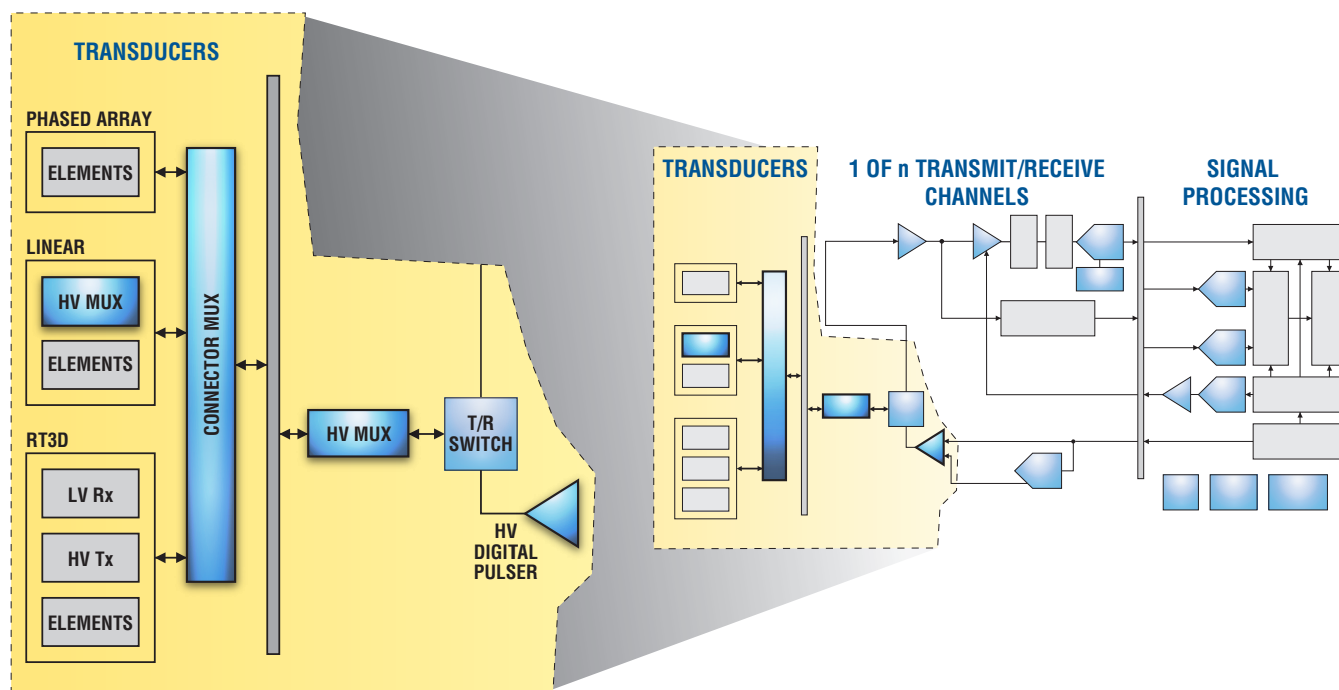 TRANSDUCERS
PHASED ARRAY
ELEMENTS
LINEAR
HV MUX
ELEMENTS
RT3D
LV Rx
HV Tx
ELEMENTS
CONNECTOR MUX
HV MUX
T/R
SWITCH
HV
DIGITAL
PULSER
TRANSDUCERS
1 OF n TRANSMIT/RECEIVE
CHANNELS
SIGNAL
PROCESSING